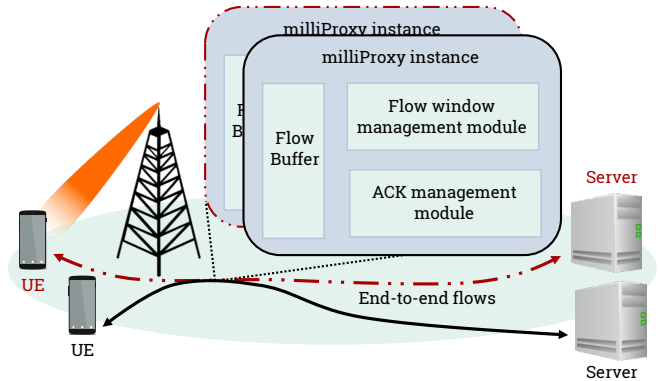 milliProxy instance
milliProxy instance
Flow window
management module
Flow
Buffer
ACK management
module
Server
UE
End-to-end flows
UE
Server